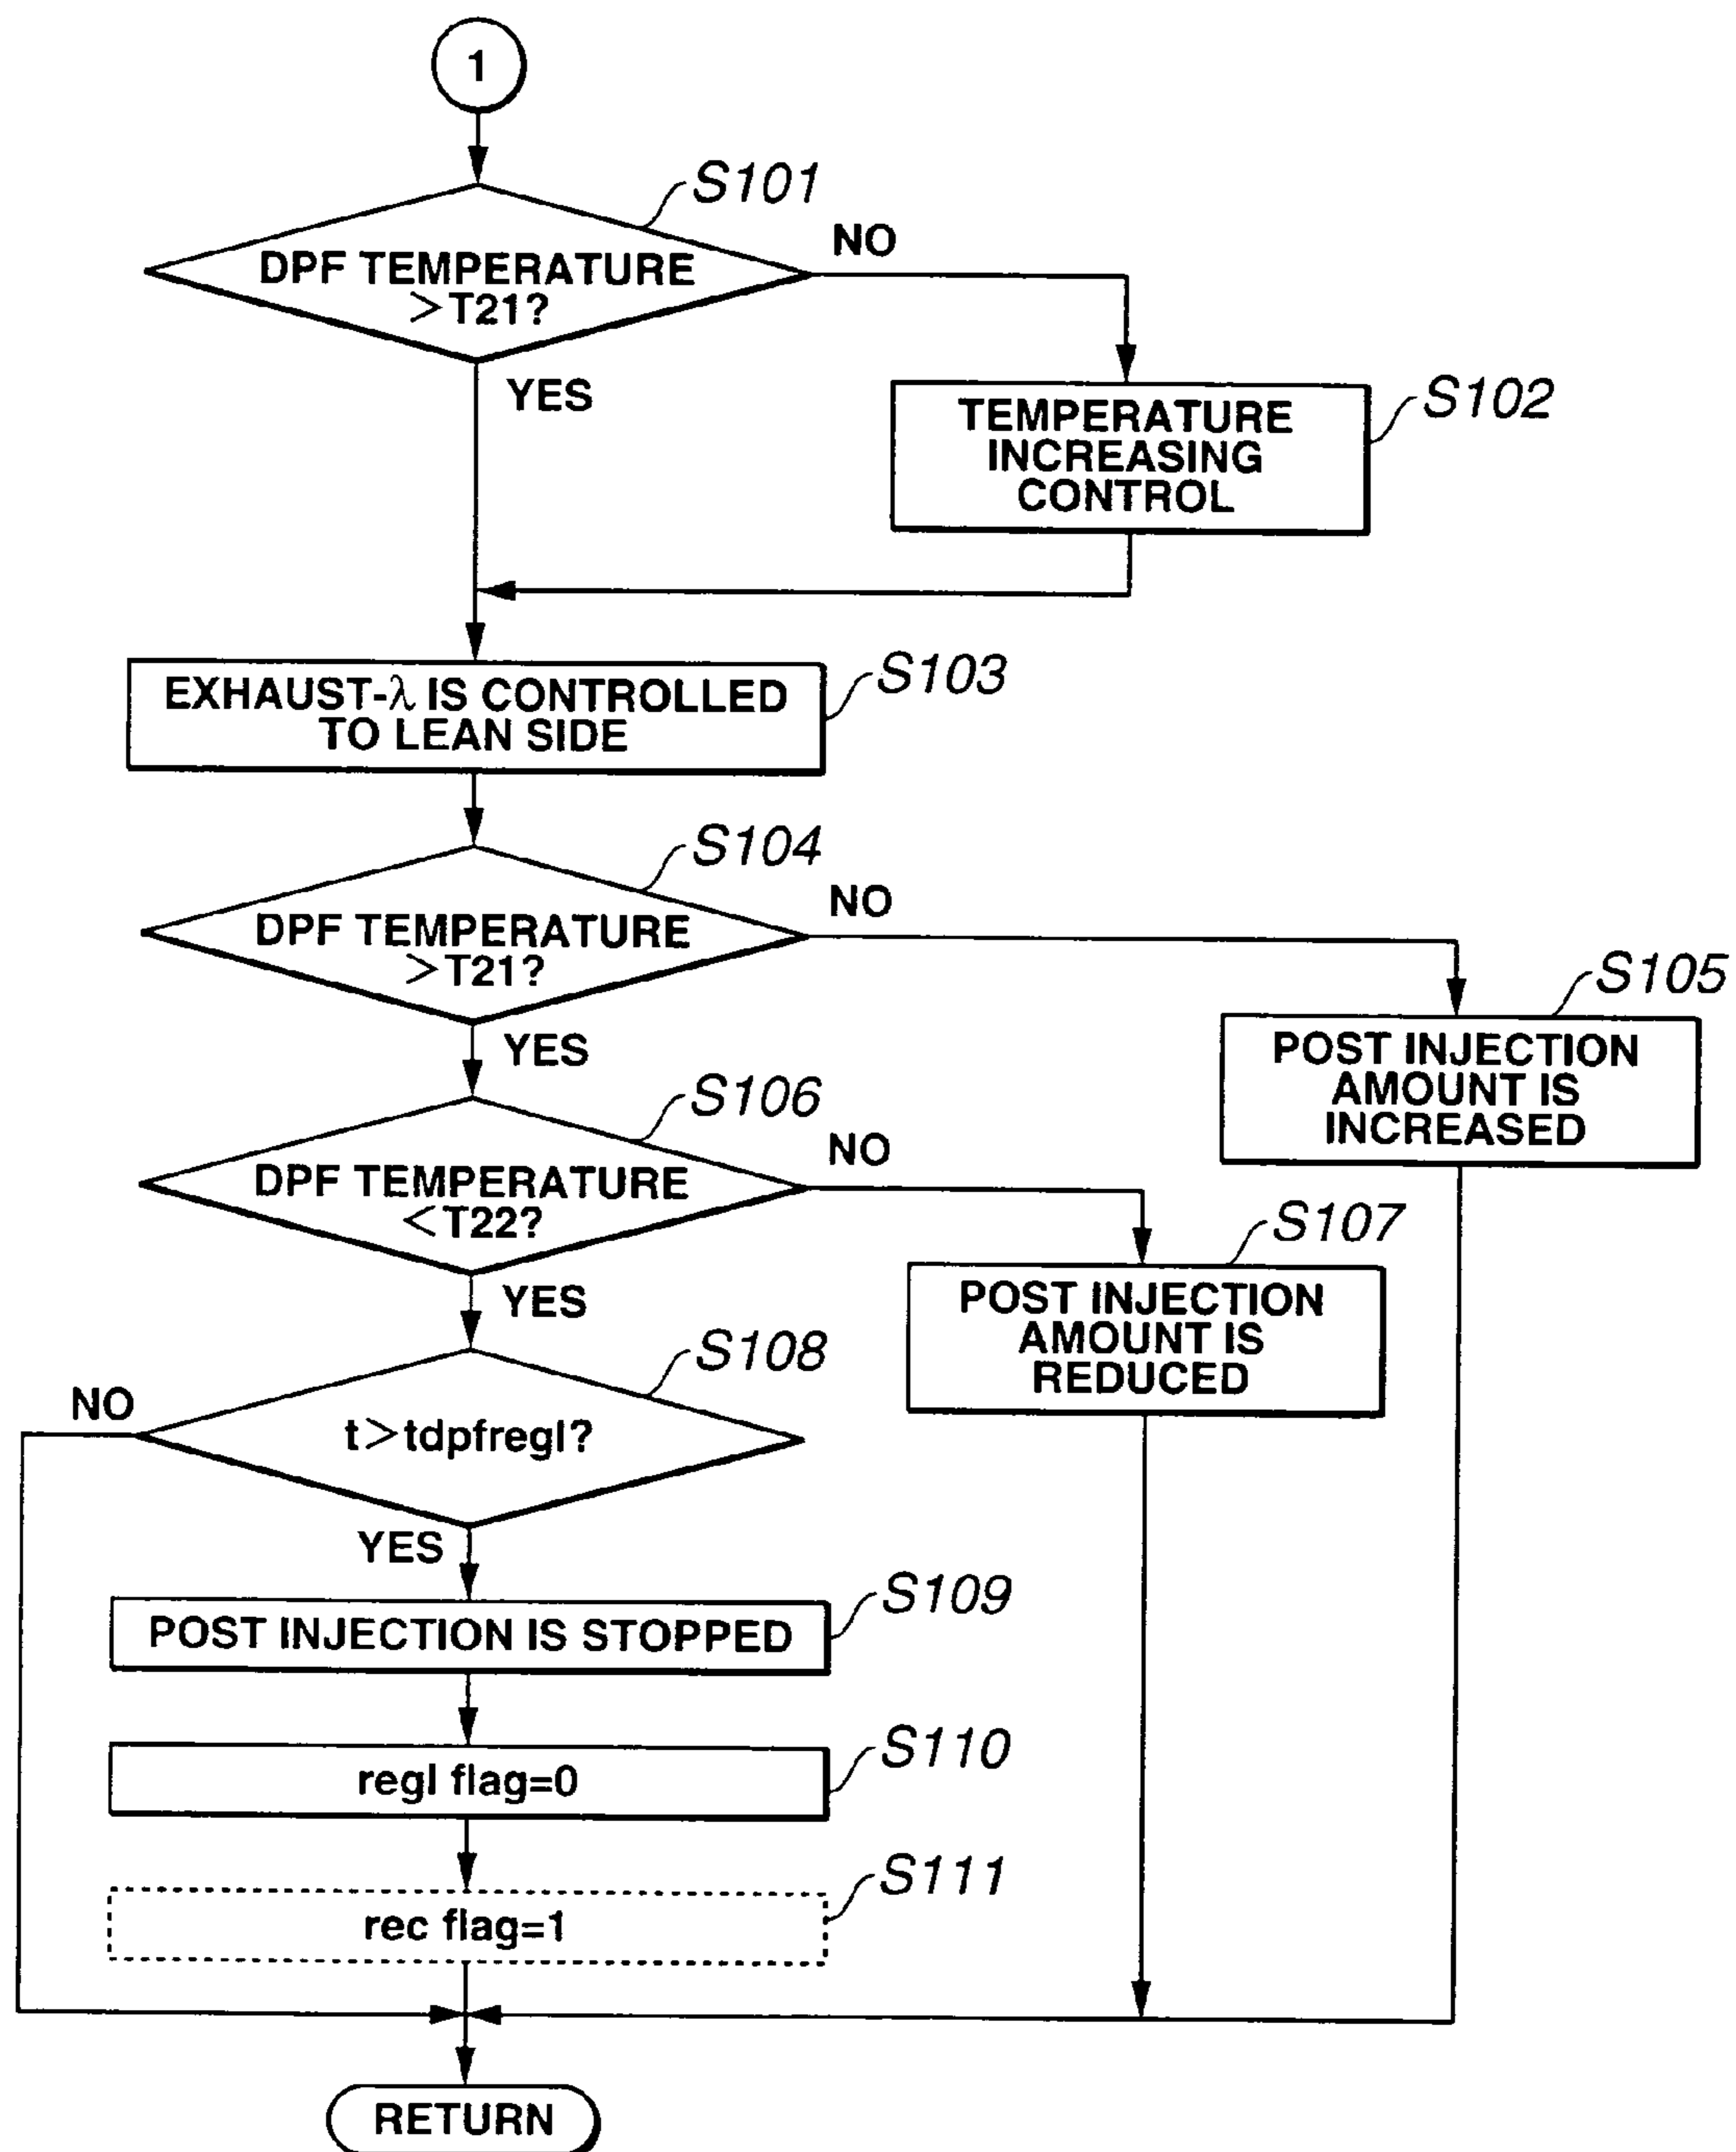 1
S101
DPF TEMPERATURE
>T21?
NO
YES
S102
TEMPERATURE
INCREASING
CONTROL
S103
EXHAUST-λ IS CONTROLLED
TO LEAN SIDE
S104
DPF TEMPERATURE
>T21?
NO
YES
S105
POST INJECTION
AMOUNT IS
INCREASED
S106
DPF TEMPERATURE
<T22?
NO
YES
S107
POST INJECTION
AMOUNT IS
REDUCED
S108
NO
t>tdpfregl?
YES
S109
POST INJECTION IS STOPPED
S110
regl flag=0
S111
rec flag=1
RETURN